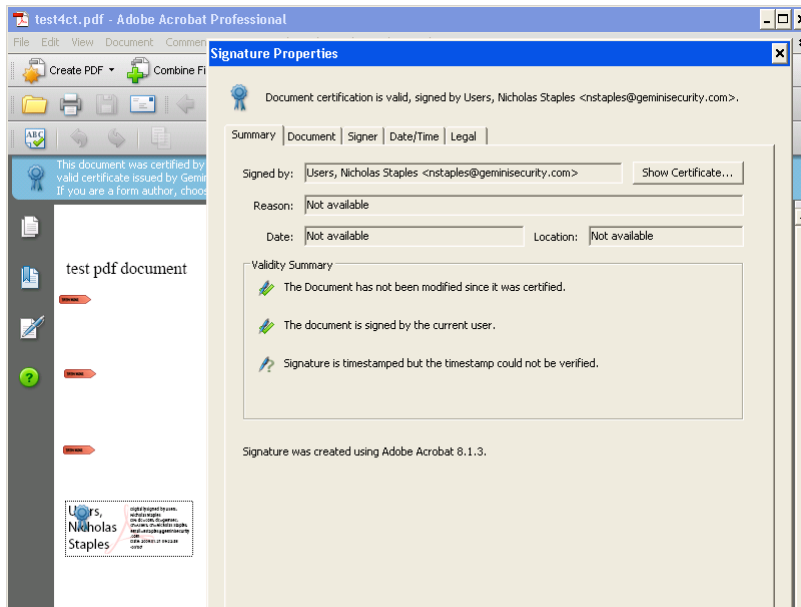 test4ct.pdf - Adobe Acrobat Professional
File Edit View Document Commen
Signature Properties
Create PDF
Combine Fi
Document certification is valid, signed by Users, Nicholas Staples <nstaples@geminisecurity.com>.
ABC
Summary Document Signer Date/Time Legal
This document was certified by
valid certificate issued by Gemi
If you are a form author, choos
Signed by: Users, Nicholas Staples <nstaples@geminisecurity.com> Show Certificate...
Reason: Not available
Date: Not available Location: Not available
test pdf document
Validity Summary
The Document has not been modified since it was certified.
The document is signed by the current user.
Signature is timestamped but the timestamp could not be verified.
Signature was created using Adobe Acrobat 8.1.3.
Users,
Nicholas
Staples